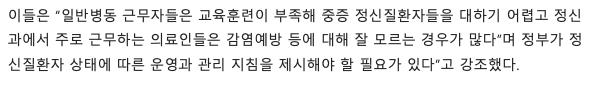 이들은 “일반병동 근무자들은 교육훈련이 부족해 중증 정신질환자들을 대하기 어렵고 정신
과에서 주로 근무하는 의료인들은 감염예방 등에 대해 잘 모르는 경우가 많다”며 정부가 정
신질환자 상태에 따른 운영과 관리 지침을 제시해야 할 필요가 있다”고 강조했다.